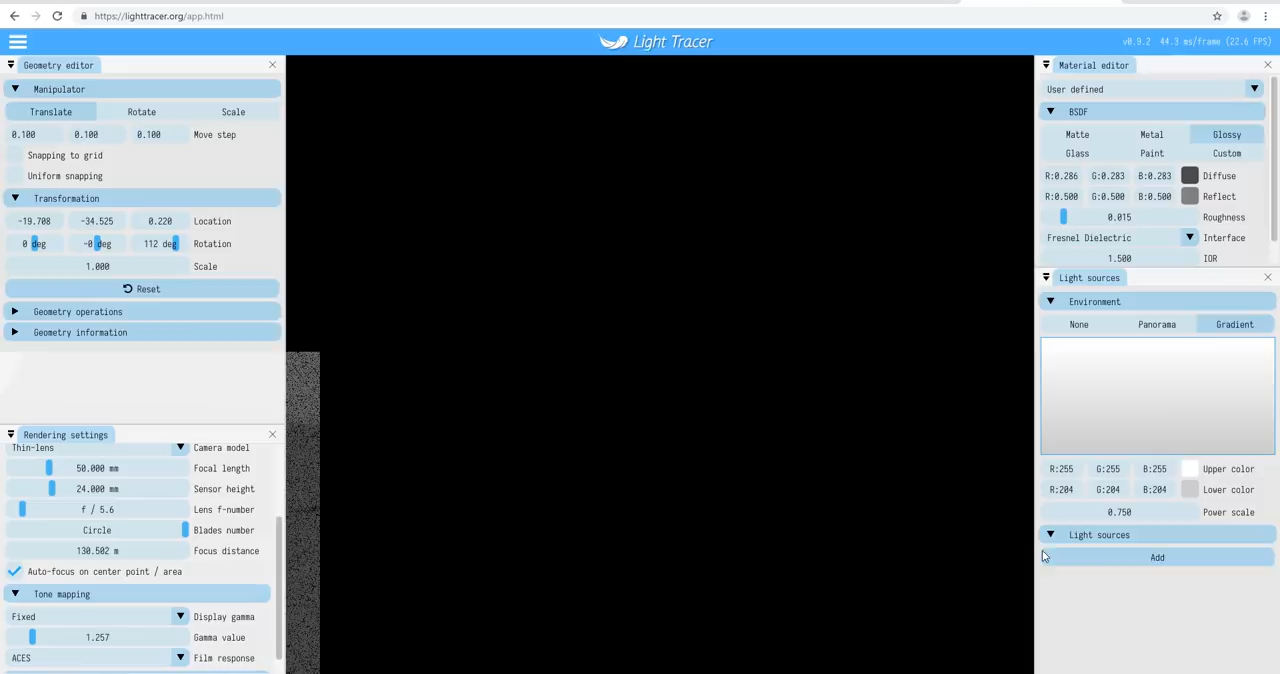 https://lighttracer.org/app.html
Light Tracer
v0.9.2 44.3 ms/frame (22.6 FPS)
Geometry editor
Manipulator
Translate Rotate Scale
0.100 0.100 0.100 Move step
Snapping to grid
Uniform snapping
Transformation
-19.708 -34.525 0.220 Location
0 deg -0 deg 112 deg Rotation
1.000 Scale
Reset
Geometry operations
Geometry information
Rendering settings
Thin-lens Camera model
50.000 mm Focal length
24.000 mm Sensor height
f / 5.6 Lens f-number
Circle Blades number
130.502 m Focus distance
Auto-focus on center point / area
Tone mapping
Fixed Display gamma
1.257 Gamma value
ACES Film response
Material editor
User defined
BSDF
Matte Metal Glossy
Glass Paint Custom
R:0.286 G:0.283 B:0.283 Diffuse
R:0.500 G:0.500 B:0.500 Reflect
0.015 Roughness
Fresnel Dielectric Interface
1.500 IOR
Light sources
Environment
None Panorama Gradient
R:255 G:255 B:255 Upper color
R:204 G:204 B:204 Lower color
0.750 Power scale
Light sources
Add